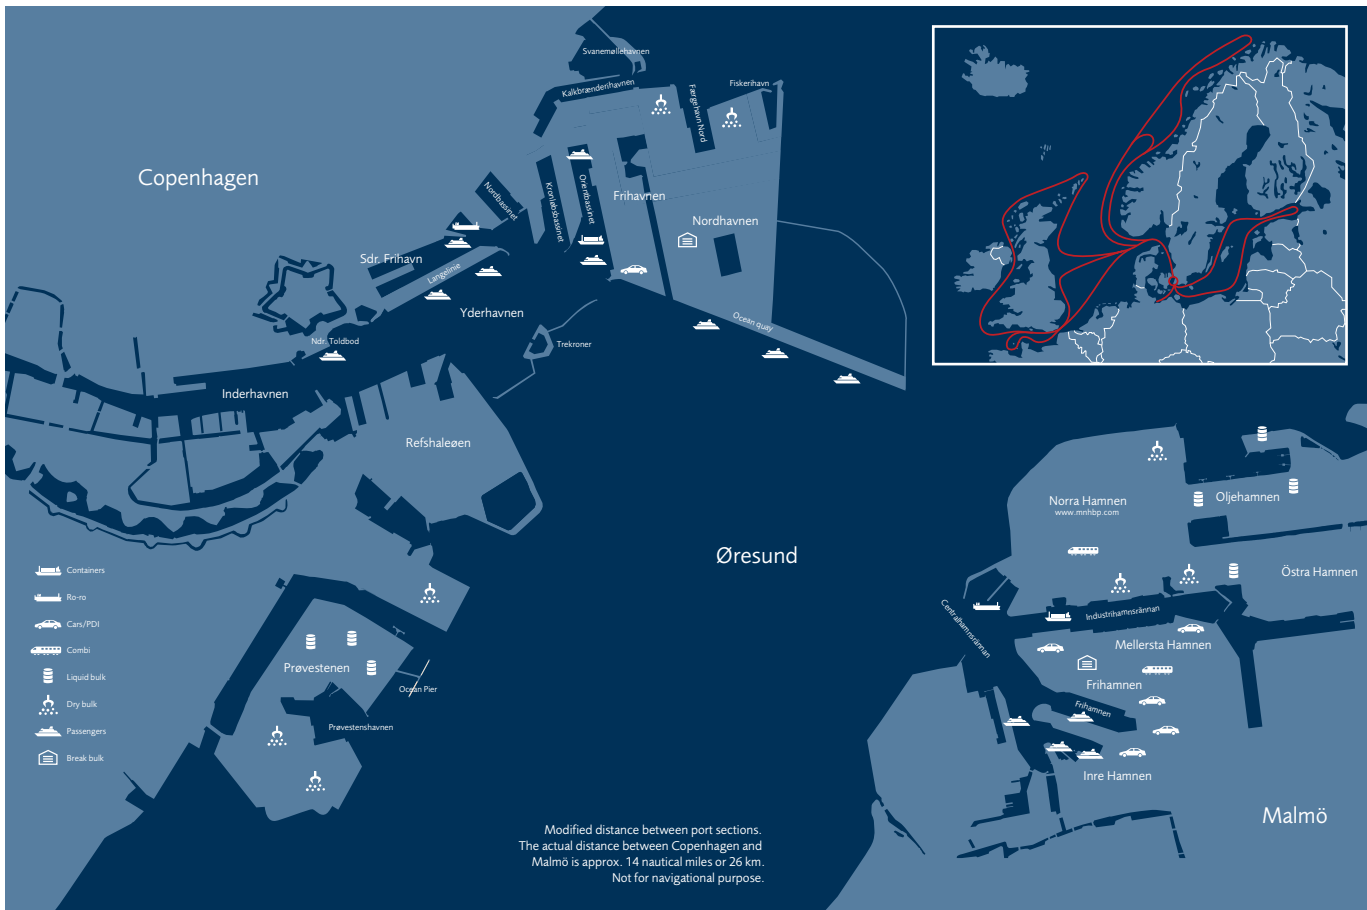 Svanemøllehavnen
Kalkbrænderihavnen
Fiskerihavn
Færgehavn Nord
Copenhagen
Nordbassinet
Kronløbsbassinet
Orientbassinet
Frihavnen
Nordhavnen
Sdr. Frihavn
Langelinie
Yderhavnen
Ocean quay
Ndr. Toldbod
Trekroner
Inderhavnen
Refshaleøen
Norra Hamnen
www.mnhbp.com
Oljehamnen
Øresund
Östra Hamnen
Containers
Ro-ro
Cars/PDI
Combi
Liquid bulk
Dry bulk
Passengers
Break bulk
Prøvestenen
Ocean Pier
Prøvestenshavnen
Centralhamnsrännan
Industrihamnsrännan
Mellersta Hamnen
Frihamnen
Frihamnen
Inre Hamnen
Malmö
Modified distance between port sections.
The actual distance between Copenhagen and
Malmö is approx. 14 nautical miles or 26 km.
Not for navigational purpose.